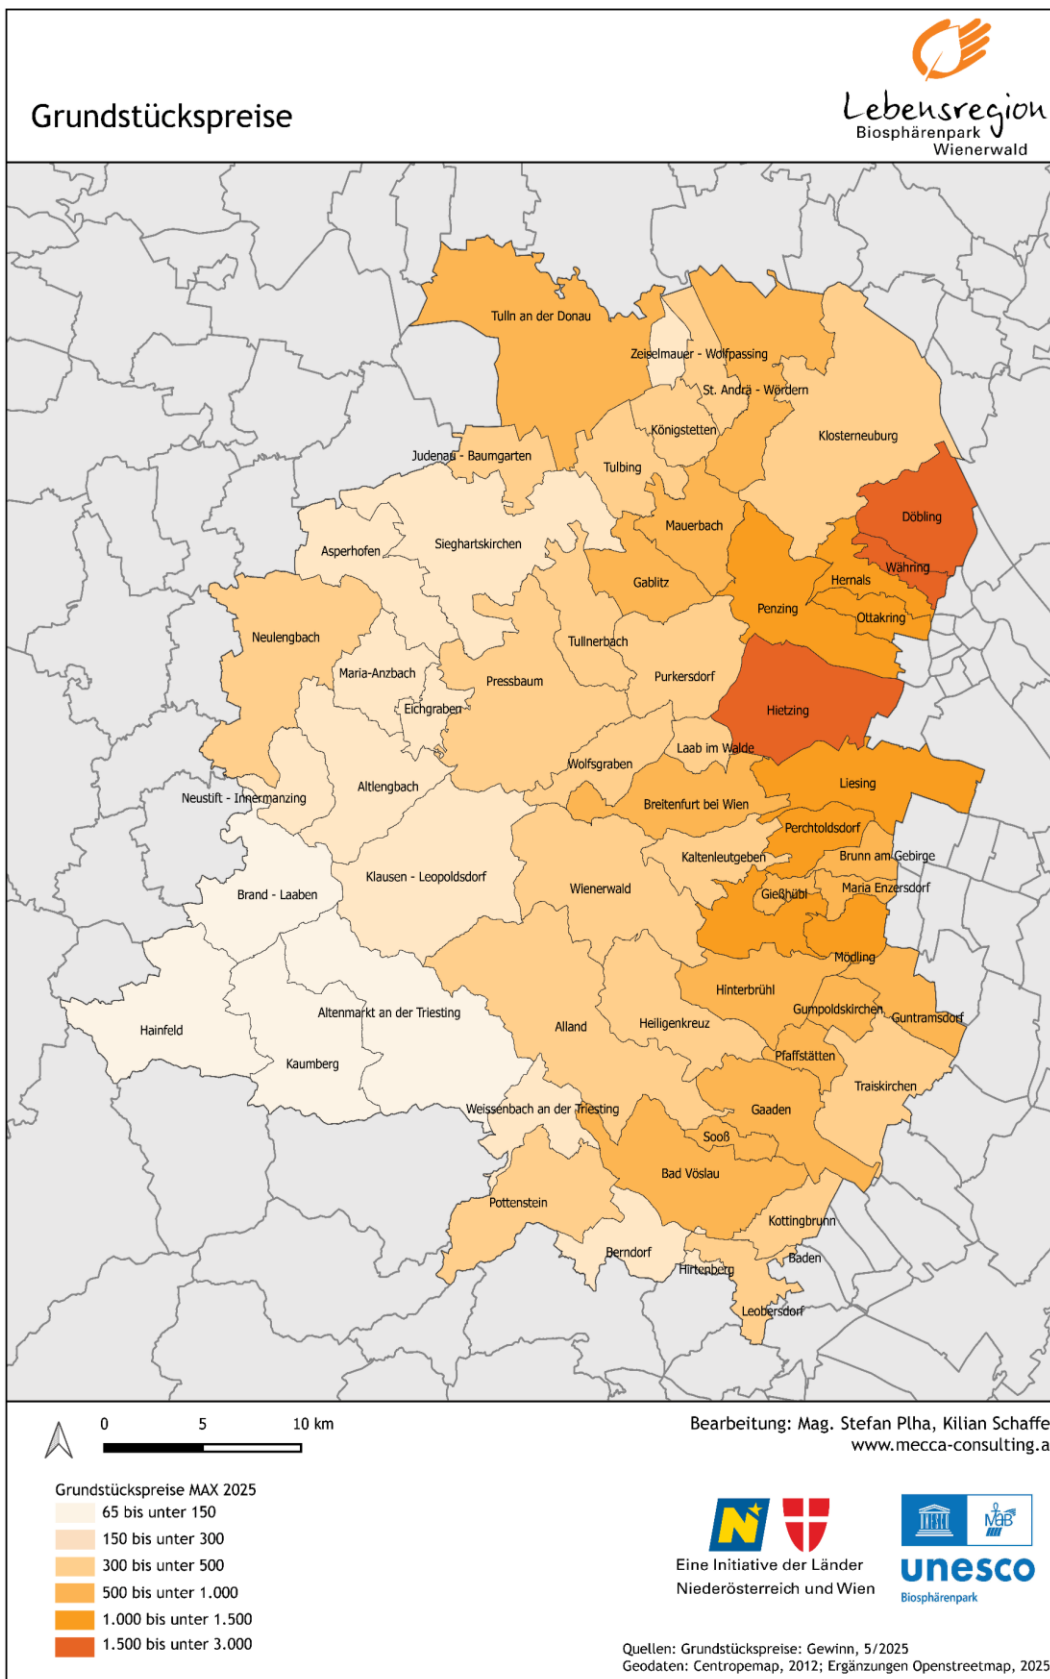 Grundstückspreise
Lebensregion
Biosphärenpark
Wienerwald
Tulln an der Donau
Zeiselmauer - Wolfpassing
St. Andrä - Wördern
Königstetten
Klosterneuburg
Judenau - Baumgarten
Tulbing
Döbling
Mauerbach
Sieghartskirchen
Asperhofen
Währing
Hernals
Gablitz
Penzing
Ottakring
Neulengbach
Tullnerbach
Maria-Anzbach
Purkersdorf
Pressbaum
Eichgraben
Hietzing
Laab im Walde
Wolfsgraben
Liesing
Altlengbach
Neustift - Innermanzing
Breitenfurt bei Wien
Perchtoldsdorf
Brunn am Gebirge
Kaltenleutgeben
Klausen - Leopoldsdorf
Wienerwald
Maria Enzersdorf
Gießhübl
Brand - Laaben
Mödling
Hinterbrühl
Gumpoldskirchen
Guntramsdorf
Altenmarkt an der Triesting
Heiligenkreuz
Alland
Hainfeld
Pfaffstätten
Kaumberg
Traiskirchen
Weissenbach an der Triesting
Gaaden
Sooß
Bad Vöslau
Pottenstein
Kottingbrunn
Berndorf
Baden
Hirtenberg
Leobersdorf
0 5 10 km
Bearbeitung: Mag. Stefan Plha, Kilian Schaffe
www.mecca-consulting.a
Grundstückspreise MAX 2025
65 bis unter 150
150 bis unter 300
300 bis unter 500
500 bis unter 1.000
1.000 bis unter 1.500
1.500 bis unter 3.000
N
MaB
Eine Initiative der Länder
Niederösterreich und Wien
unesco
Biosphärenpark
Quellen: Grundstückspreise: Gewinn, 5/2025
Geodaten: Centropemap, 2012; Ergänzungen Openstreetmap, 2025